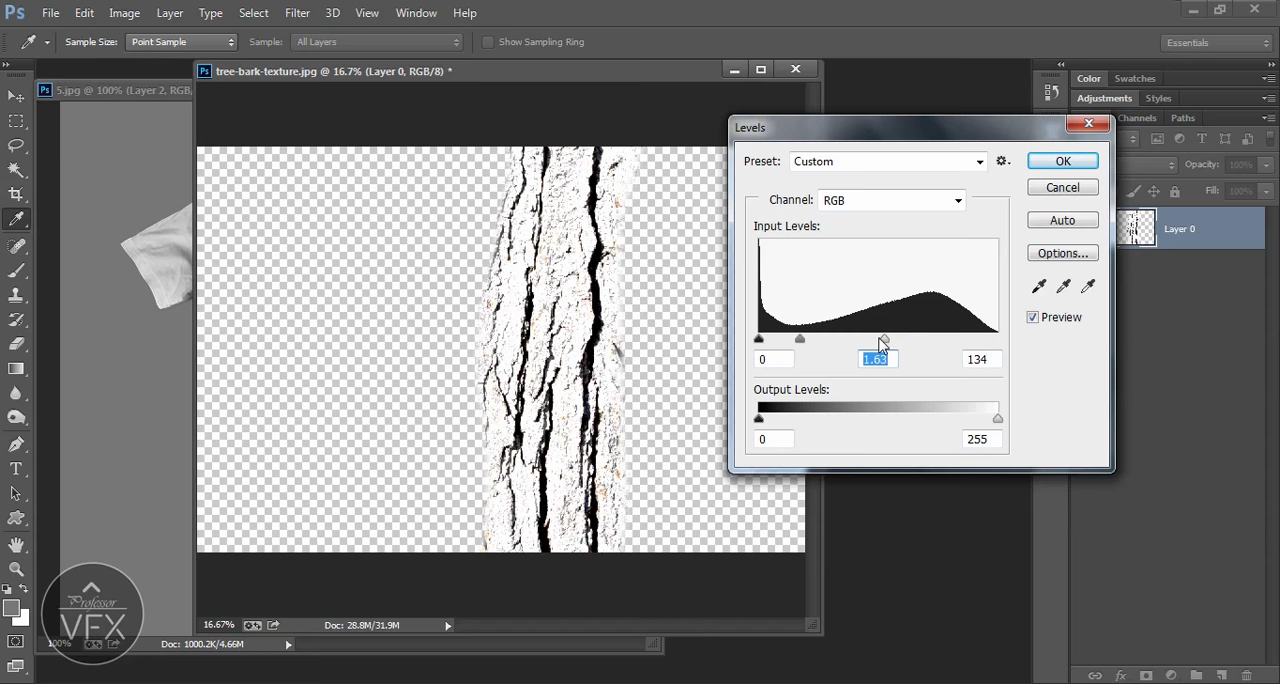 Ps File Edit Image Layer Type Select Filter 3D View Window Help
Sample Size: Point Sample Sample: All Layers Show Sampling Ring Essentials
Ps tree-bark-texture.jpg @ 16.7% (Layer 0, RGB/8) *
Ps 5.jpg @ 100% (Layer 2, RGB,
Color Swatches
Adjustments Styles
Channels Paths
Opacity: 100%
Fill: 100%
Layer 0
Levels
Preset: Custom
OK
Cancel
Channel: RGB
Auto
Input Levels:
Options...
Preview
0 1.63 134
Output Levels:
0 255
Professor
VFX
16.67% Doc: 28.8M/31.9M
100% Doc: 1000.2K/4.66M
T
fx